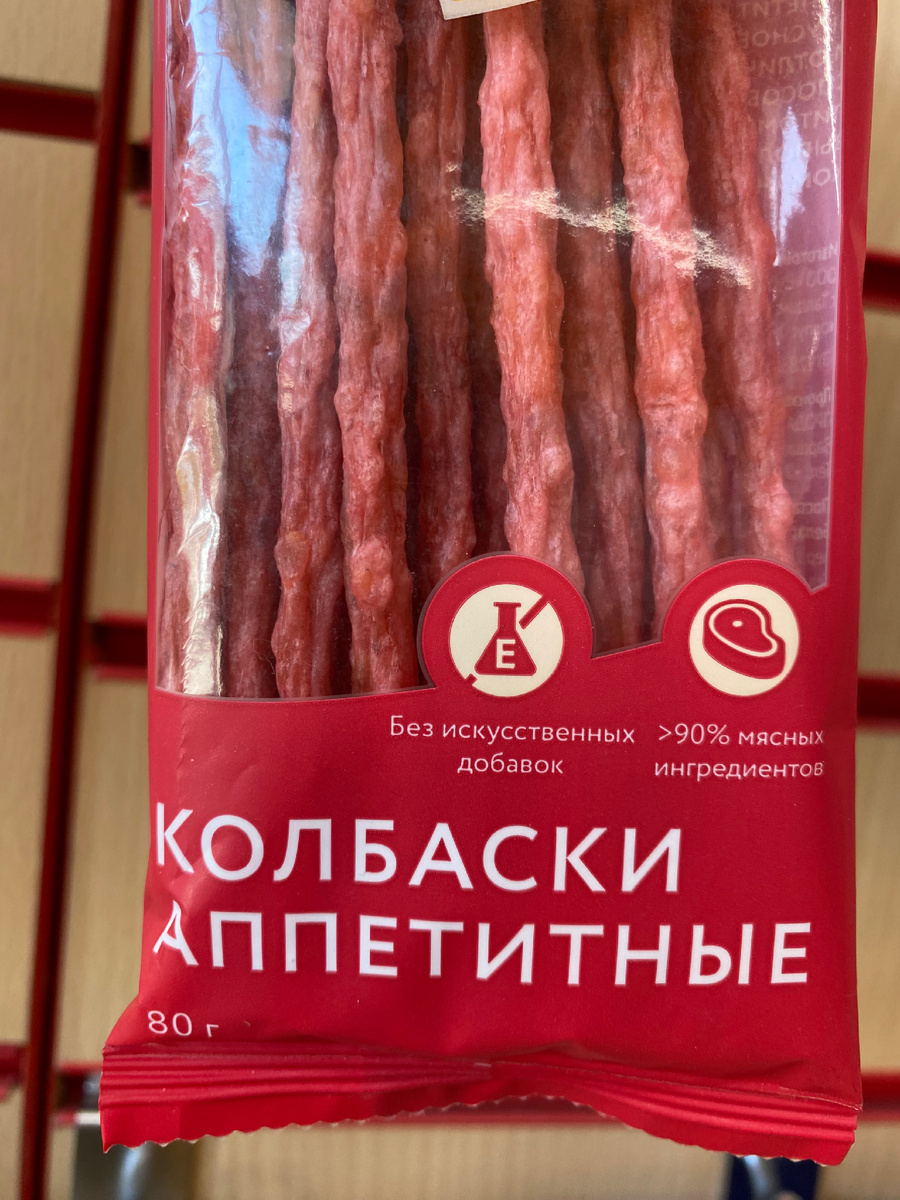 E
Без искусственных
добавок
>90% мясных
ингредиентов
КОЛБАСКИ
АППЕТИТНЫЕ
80 г